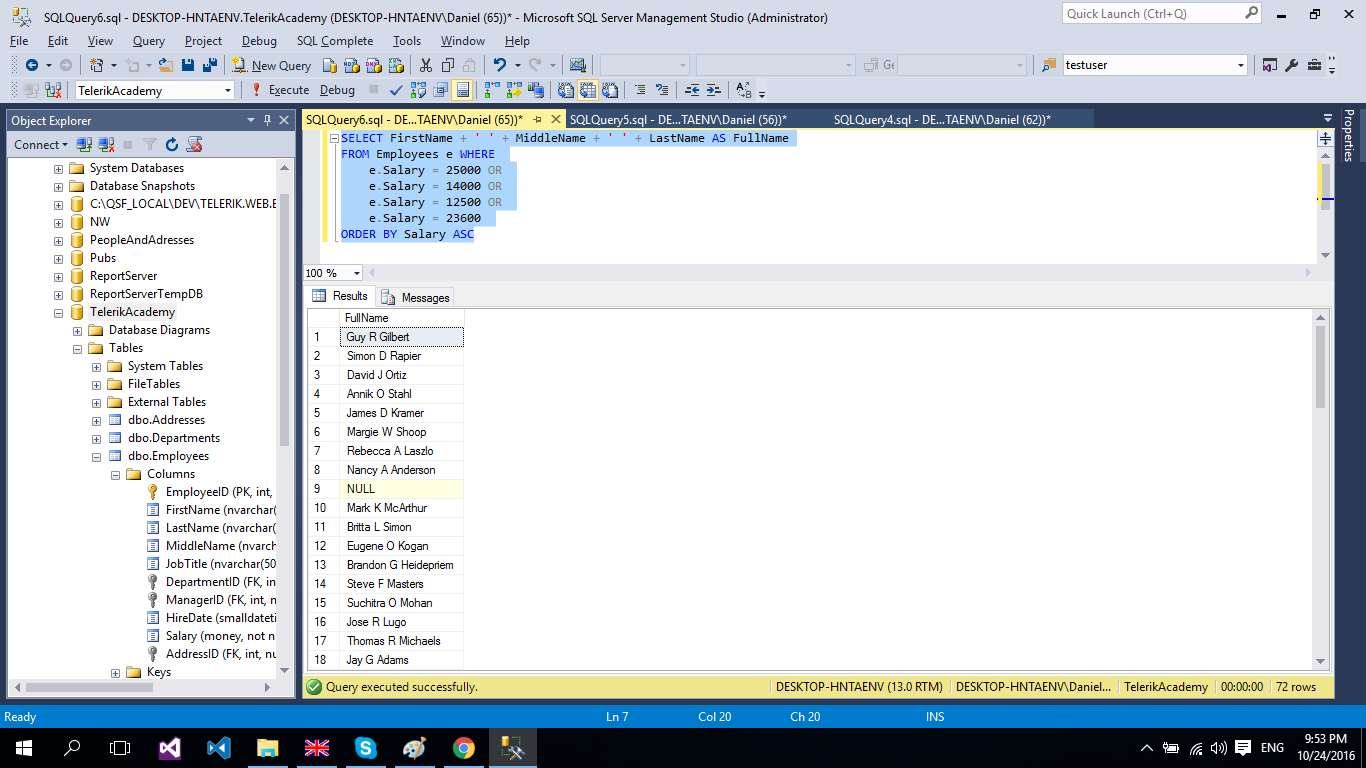 SQLQuery6.sql - DESKTOP-HNTAENV.TelerikAcademy (DESKTOP-HNTAENV\Daniel (65))* - Microsoft SQL Server Management Studio (Administrator)
Quick Launch (Ctrl+Q)
File Edit View Query Project Debug SQL Complete Tools Window Help
New Query MDX DMX Ge testuser
TelerikAcademy Execute Debug
Object Explorer
Connect
System Databases
Database Snapshots
C:\QSF_LOCAL\DEV\TELERIK.WEB.E
NW
PeopleAndAdresses
Pubs
ReportServer
ReportServerTempDB
TelerikAcademy
Database Diagrams
Tables
System Tables
FileTables
External Tables
dbo.Addresses
dbo.Departments
dbo.Employees
Columns
EmployeeID (PK, int,
FirstName (nvarchar(
LastName (nvarchar(
MiddleName (nvarch
JobTitle (nvarchar(50
DepartmentID (FK, in
ManagerID (FK, int, n
HireDate (smalldateti
Salary (money, not n
AddressID (FK, int, nu
Keys
SQLQuery6.sql - DE...TAENV\Daniel (65))* SQLQuery5.sql - DE...TAENV\Daniel (56))* SQLQuery4.sql - DE...TAENV\Daniel (62))*
SELECT FirstName + ' ' + MiddleName + ' ' + LastName AS FullName
FROM Employees e WHERE
e.Salary = 25000 OR
e.Salary = 14000 OR
e.Salary = 12500 OR
e.Salary = 23600
ORDER BY Salary ASC
100 %
Results Messages
FullName
1 Guy R Gilbert
2 Simon D Rapier
3 David J Ortiz
4 Annik O Stahl
5 James D Kramer
6 Margie W Shoop
7 Rebecca A Laszlo
8 Nancy A Anderson
9 NULL
10 Mark K McArthur
11 Britta L Simon
12 Eugene O Kogan
13 Brandon G Heidepriem
14 Steve F Masters
15 Suchitra O Mohan
16 Jose R Lugo
17 Thomas R Michaels
18 Jay G Adams
Query executed successfully. DESKTOP-HNTAENV (13.0 RTM) DESKTOP-HNTAENV\Daniel... TelerikAcademy 00:00:00 72 rows
Properties
Ready Ln 7 Col 20 Ch 20 INS
ENG
9:53 PM
10/24/2016